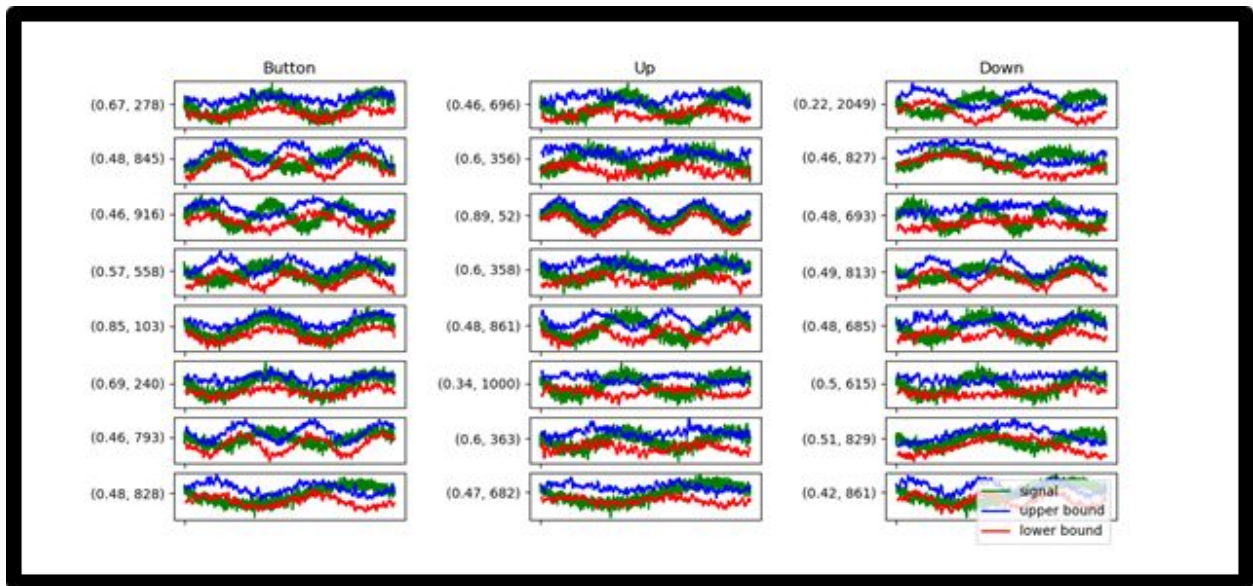 Button Up Down
(0.67, 278) (0.46, 696) (0.22, 2049)
(0.48, 845) (0.6, 356) (0.46, 827)
(0.46, 916) (0.89, 52) (0.48, 693)
(0.57, 558) (0.6, 358) (0.49, 813)
(0.85, 103) (0.48, 861) (0.48, 685)
(0.69, 240) (0.34, 1000) (0.5, 615)
(0.46, 793) (0.6, 363) (0.51, 829)
(0.48, 828) (0.47, 682) (0.42, 861)
signal
upper bound
lower bound